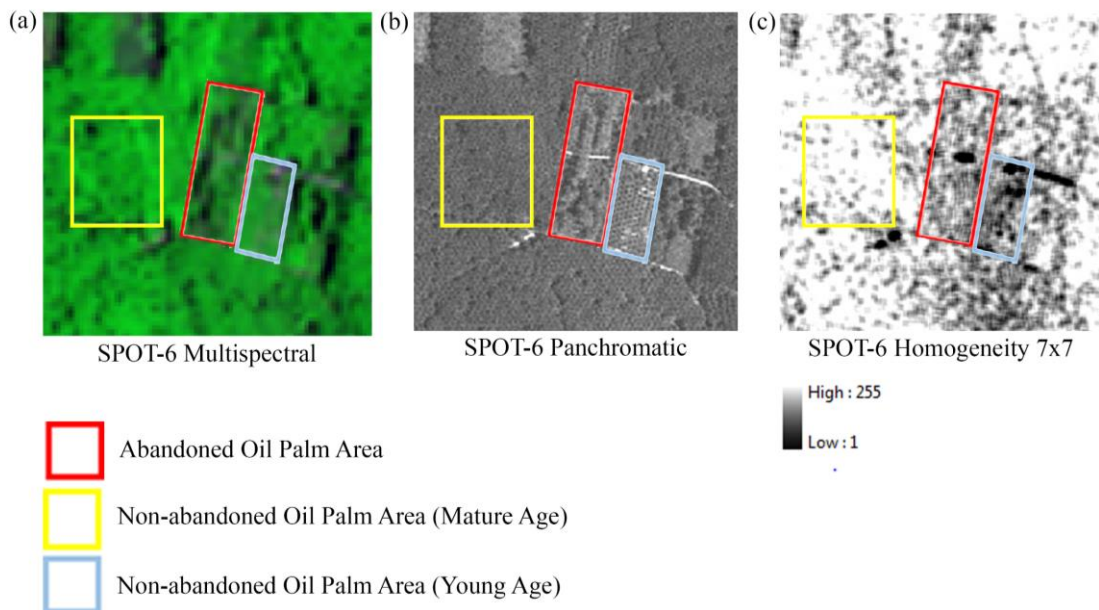 (a)
(b)
(c)
SPOT-6 Multispectral
SPOT-6 Panchromatic
SPOT-6 Homogeneity 7x7
High : 255
Low : 1
Abandoned Oil Palm Area
Non-abandoned Oil Palm Area (Mature Age)
Non-abandoned Oil Palm Area (Young Age)